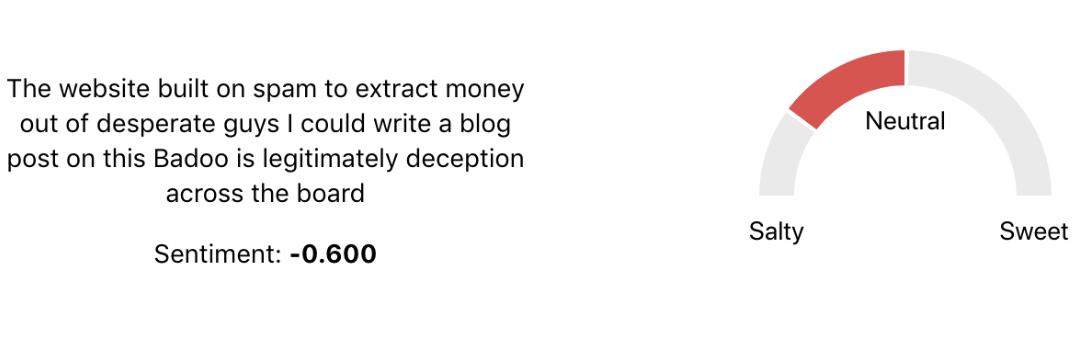 The website built on spam to extract money
out of desperate guys I could write a blog
post on this Badoo is legitimately deception
across the board
Sentiment: -0.600
Neutral
Salty
Sweet